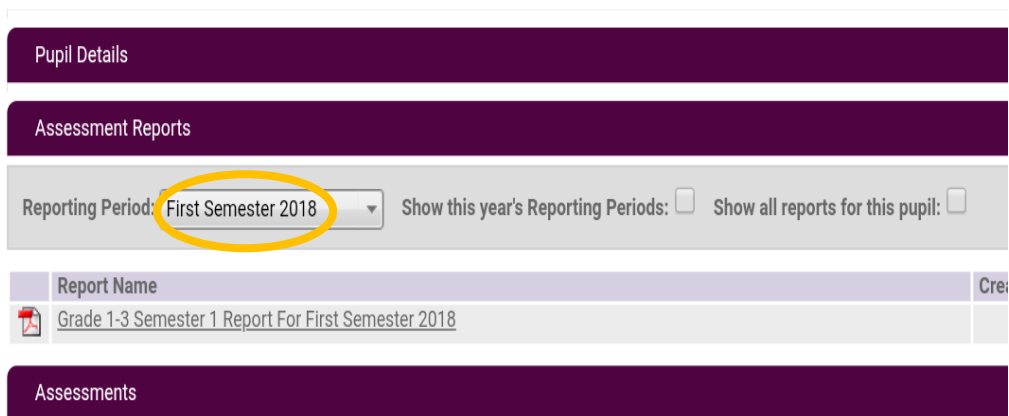 Pupil Details
Assessment Reports
Reporting Period: First Semester 2018 Show this year's Reporting Periods: Show all reports for this pupil:
Report Name
Grade 1-3 Semester 1 Report For First Semester 2018
Assessments